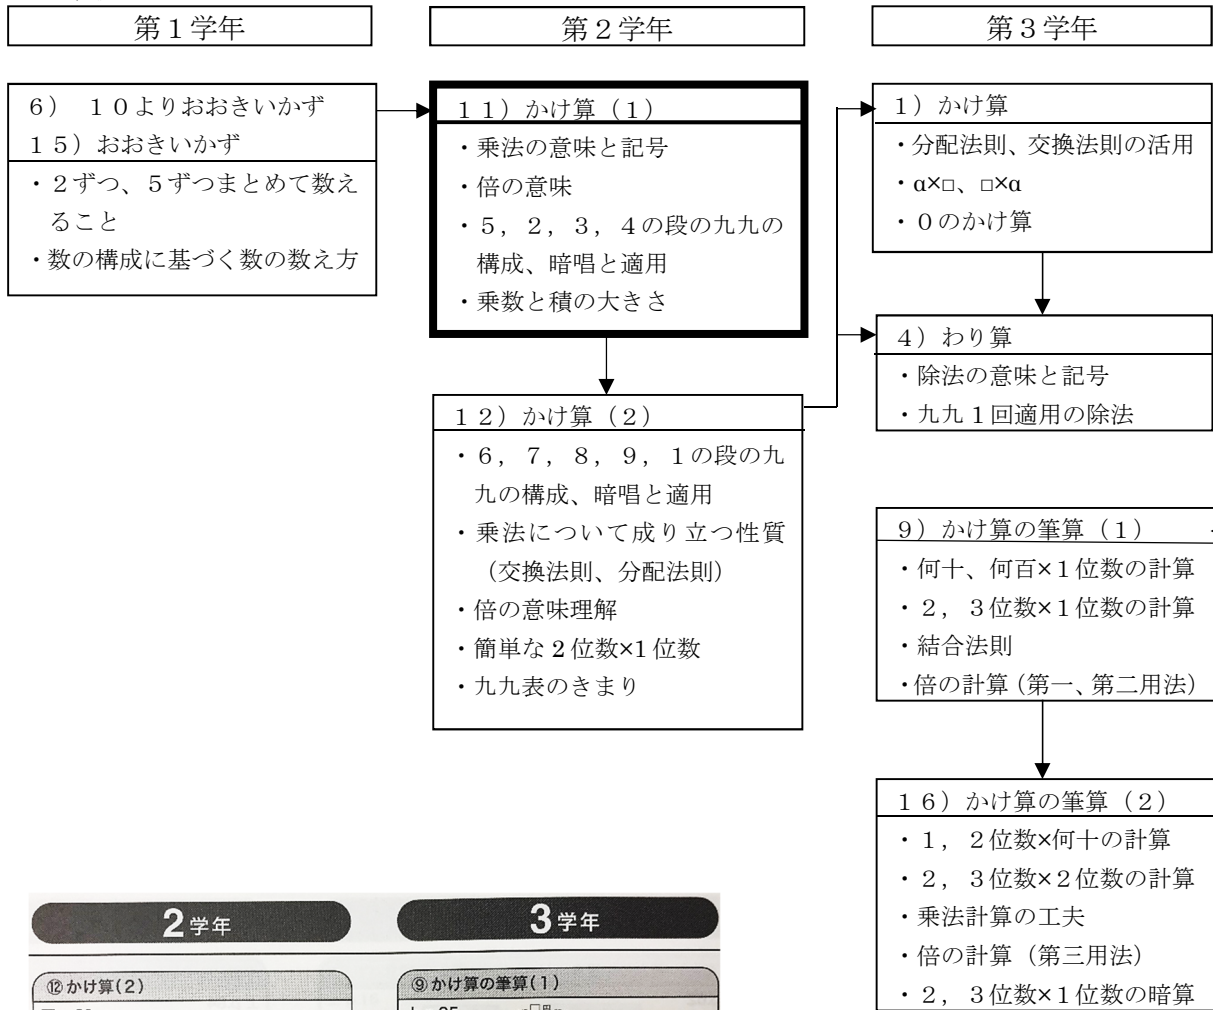 第１学年
第２学年
第３学年
６） １０よりおおきいかず
１５）おおきいかず
・２ずつ、５ずつまとめて数え
ること
・数の構成に基づく数の数え方
１１）かけ算（１）
・乗法の意味と記号
・倍の意味
・５，２，３，４の段の九九の
構成、暗唱と適用
・乗数と積の大きさ
１２）かけ算（２）
・６，７，８，９，１の段の九
九の構成、暗唱と適用
・乗法について成り立つ性質
（交換法則、分配法則）
・倍の意味理解
・簡単な２位数×1位数
・九九表のきまり
１）かけ算
・分配法則、交換法則の活用
・α×□、□×α
・０のかけ算
４）わり算
・除法の意味と記号
・九九１回適用の除法
９）かけ算の筆算（１）
・何十、何百×１位数の計算
・２，３位数×１位数の計算
・結合法則
・倍の計算（第一、第二用法）
１６）かけ算の筆算（２）
・１，２位数×何十の計算
・２，３位数×２位数の計算
・乗法計算の工夫
・倍の計算（第三用法）
・２，３位数×１位数の暗算
2学年
3学年
⑫かけ算(2)
⑨かけ算の筆算(1)